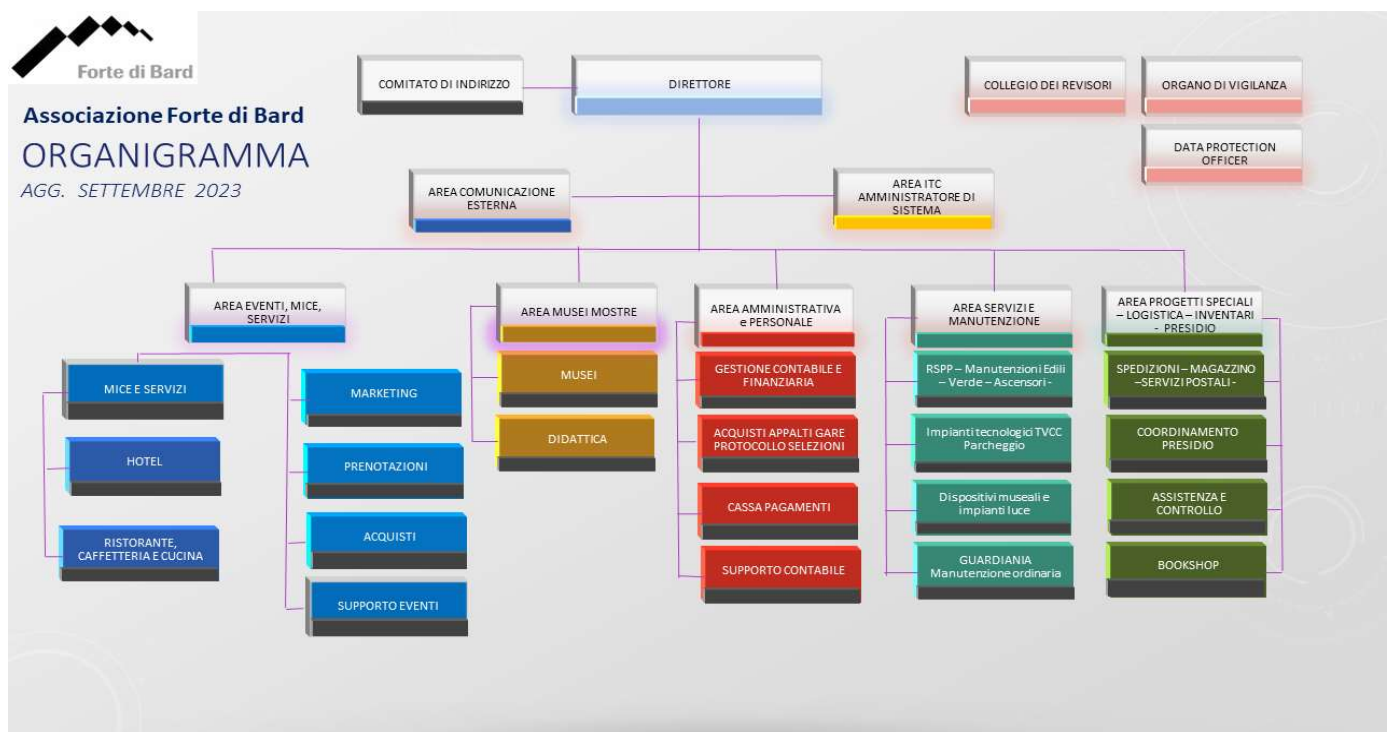 Forte di Bard
Associazione Forte di Bard
ORGANIGRAMMA
AGG. SETTEMBRE 2023
COMITATO DI INDIRIZZO
DIRETTORE
COLLEGIO DEI REVISORI
ORGANO DI VIGILANZA
DATA PROTECTION
OFFICER
AREA COMUNICAZIONE
ESTERNA
AREA ITC
AMMINISTRATORE DI
SISTEMA
AREA EVENTI, MICE,
SERVIZI
MICE E SERVIZI
HOTEL
RISTORANTE,
CAFFETTERIA E CUCINA
MARKETING
PRENOTAZIONI
ACQUISTI
SUPPORTO EVENTI
AREA MUSEI MOSTRE
MUSEI
DIDATTICA
AREA AMMINISTRATIVA
e PERSONALE
GESTIONE CONTABILE E
FINANZIARIA
ACQUISTI APPALTI GARE
PROTOCOLLO SELEZIONI
CASSA PAGAMENTI
SUPPORTO CONTABILE
AREA SERVIZI E
MANUTENZIONE
RSPP – Manutenzioni Edili
– Verde – Ascensori -
Impianti tecnologici TVCC
Parcheggio
Dispositivi museali e
impianti luce
GUARDIANIA
Manutenzione ordinaria
AREA PROGETTI SPECIALI
– LOGISTICA – INVENTARI
- PRESIDIO
SPEDIZIONI – MAGAZZINO
–SERVIZI POSTALI -
COORDINAMENTO
PRESIDIO
ASSISTENZA E
CONTROLLO
BOOKSHOP